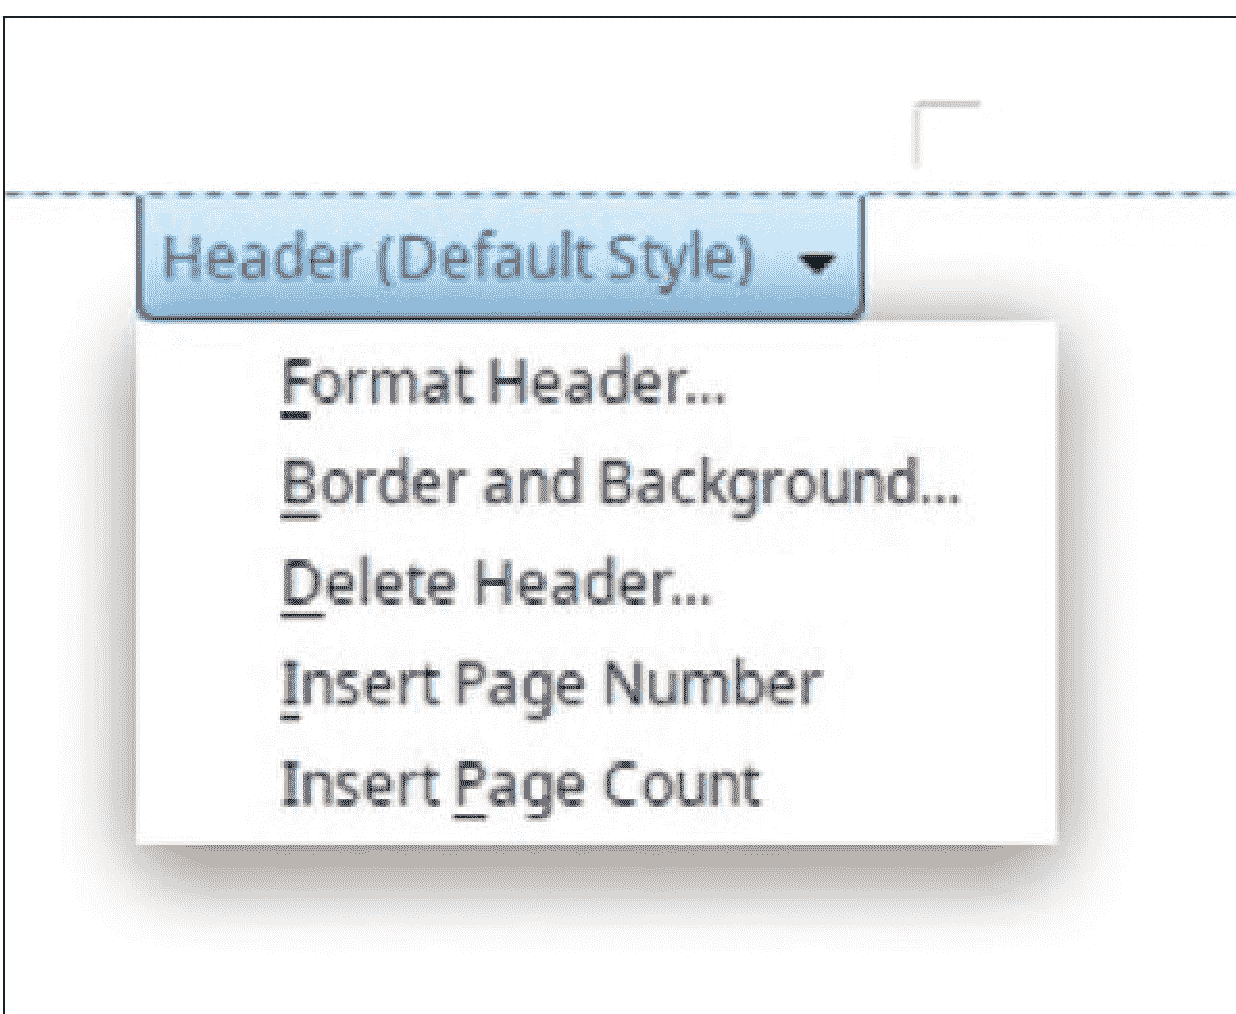 Header (Default Style)
Format Header...
Border and Background...
Delete Header...
Insert Page Number
Insert Page Count